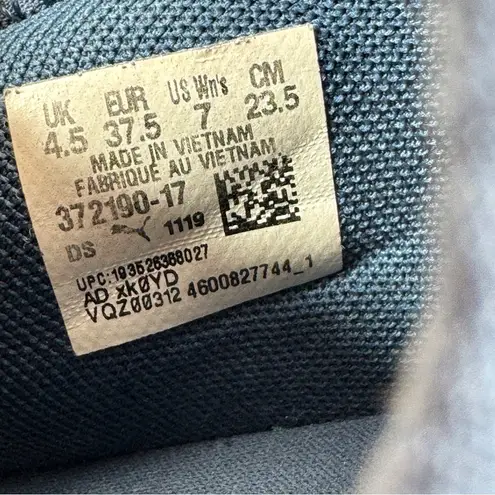 UK EUR US Wn's CM
4.5 37.5 7 23.5
MADE IN VIETNAM
FABRIQUE AU VIETNAM
372190-17
DS 1119
UPC:193526368027
AD xk0YD
VQZ00312 4600827744_1